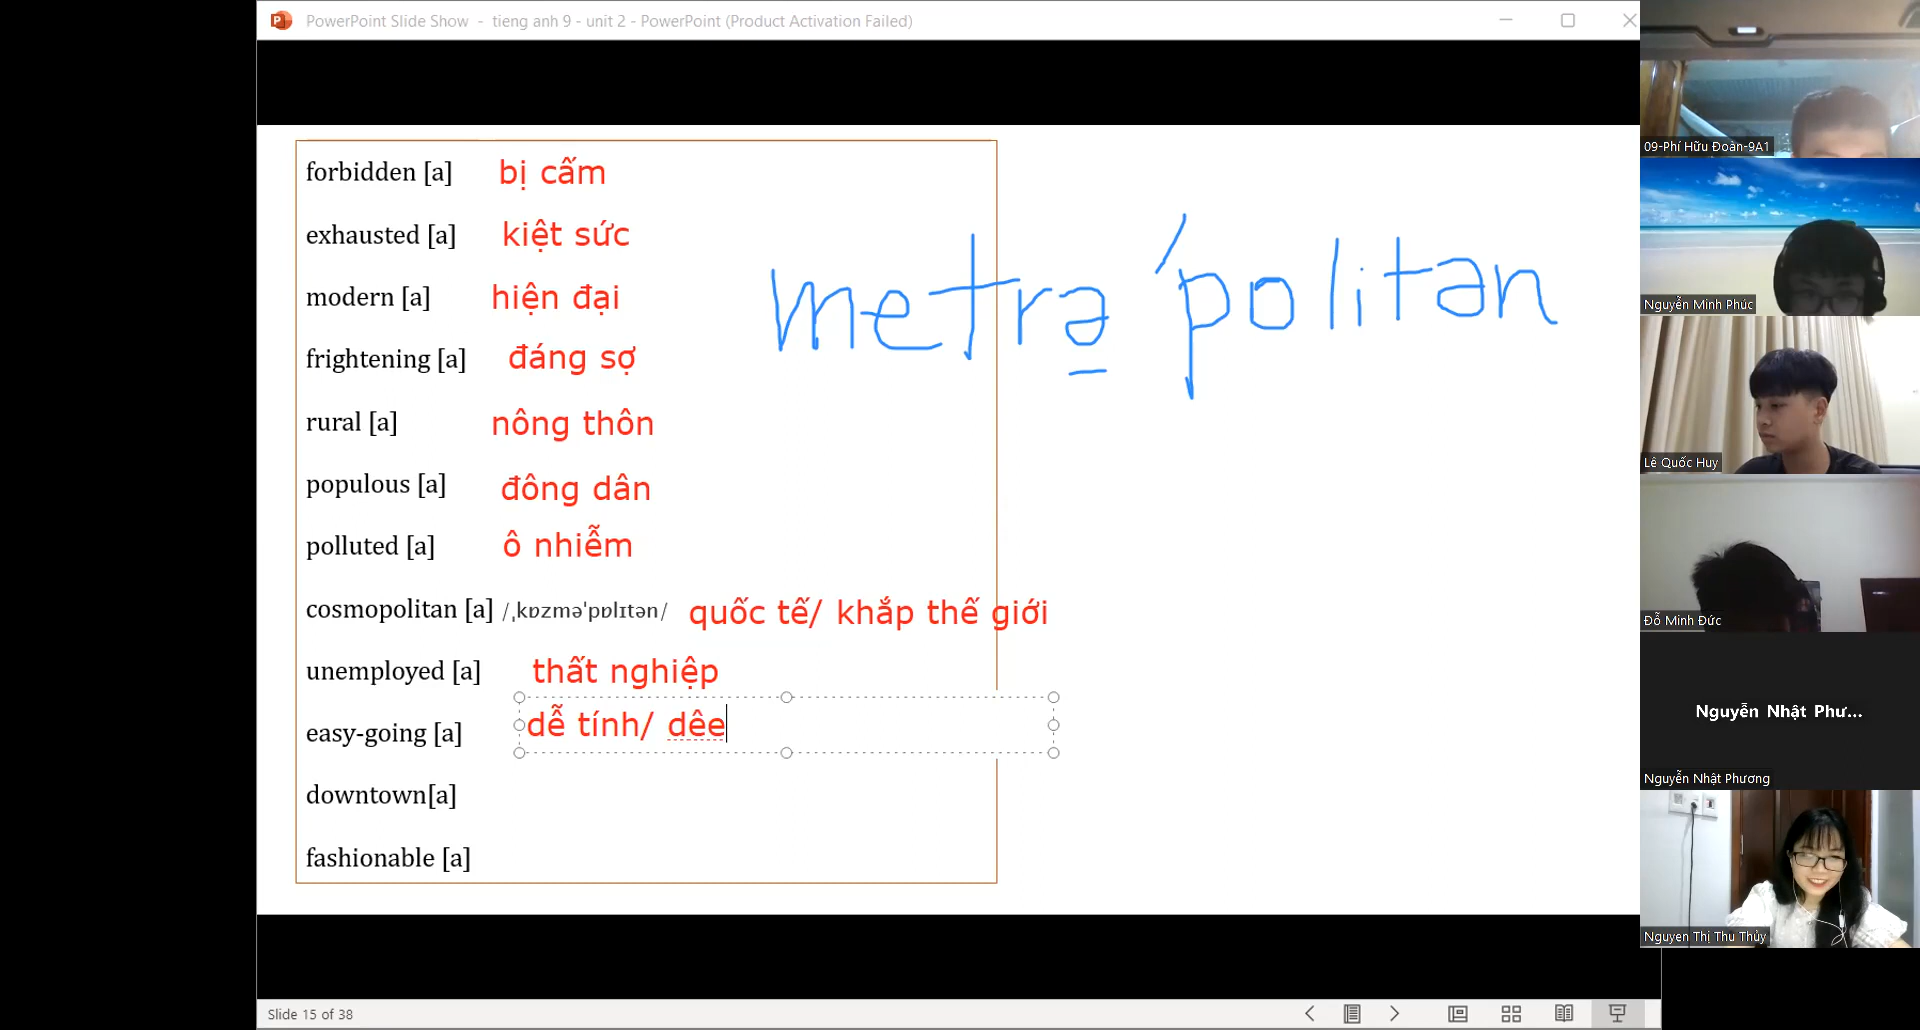 PowerPoint Slide Show - tieng anh 9 - unit 2 - PowerPoint (Product Activation Failed)
forbidden [a] bị cấm
exhausted [a] kiệt sức
modern [a] hiện đại
frightening [a] đáng sợ
rural [a] nông thôn
populous [a] đông dân
polluted [a] ô nhiễm
cosmopolitan [a] /ˌkɒzməˈpɒlɪtən/ quốc tế/ khắp thế giới
unemployed [a] thất nghiệp
easy-going [a] dễ tính/ dêe
downtown[a]
fashionable [a]
metrə ˈpolitən
09-Phí Hữu Đoàn-9A1
Nguyễn Minh Phúc
Lê Quốc Huy
Đỗ Minh Đức
Nguyễn Nhật Phư...
Nguyễn Nhật Phương
Nguyen Thị Thu Thủy
Slide 15 of 38